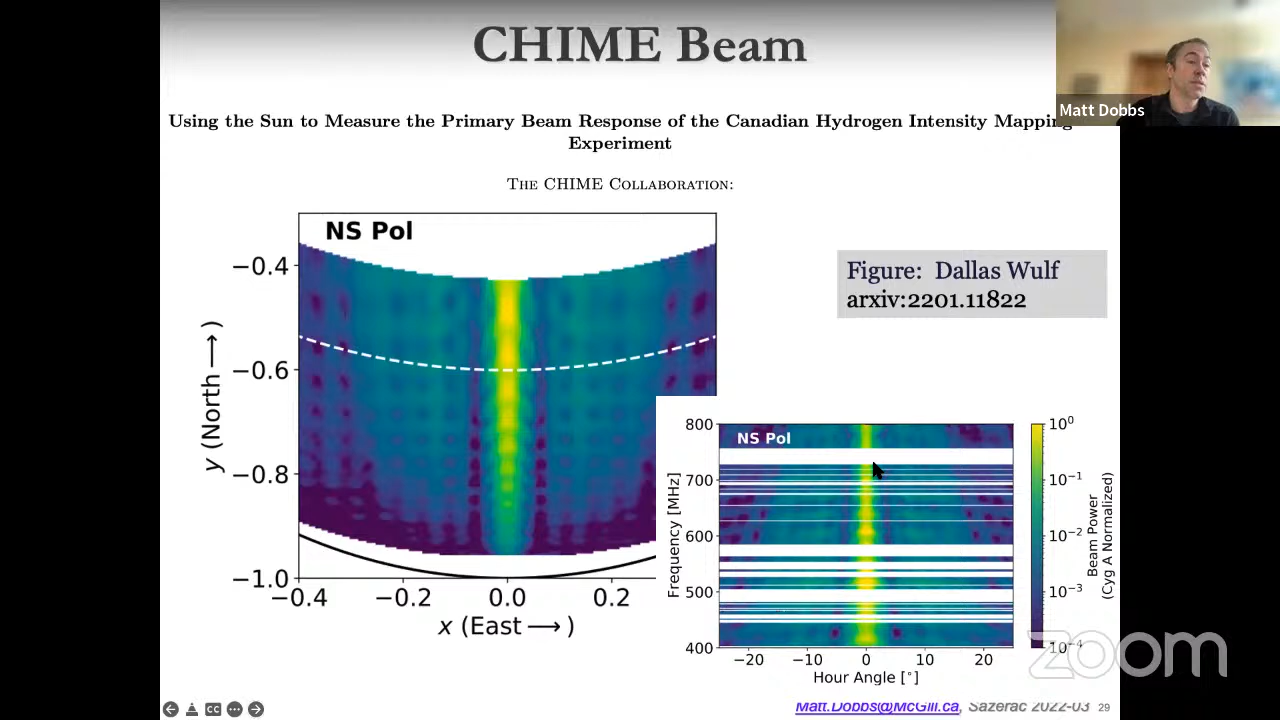 CHIME Beam
Matt Dobbs
Using the Sun to Measure the Primary Beam Response of the Canadian Hydrogen Intensity Mapping
Experiment
THE CHIME COLLABORATION:
NS Pol
−0.4
−0.6
−0.8
−1.0
y (North ⟶)
−0.4 −0.2 0.0 0.2
x (East ⟶)
Figure: Dallas Wulf
arxiv:2201.11822
NS Pol
800
700
600
500
400
Frequency [MHz]
−20 −10 0 10 20
Hour Angle [°]
10⁰
10⁻¹
10⁻²
10⁻³
10⁻⁴
Beam Power
(Cyg A Normalized)
zoom
CC
Matt.Dobbs@McGill.ca, Sazerac 2022-03 29